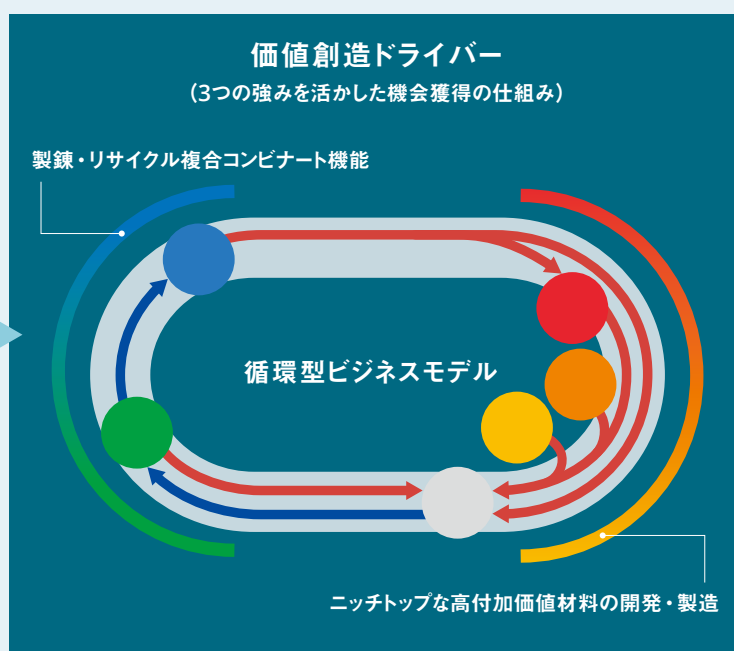 価値創造ドライバー
(3つの強みを活かした機会獲得の仕組み)
製錬・リサイクル複合コンビナート機能
循環型ビジネスモデル
ニッチトップな高付加価値材料の開発・製造